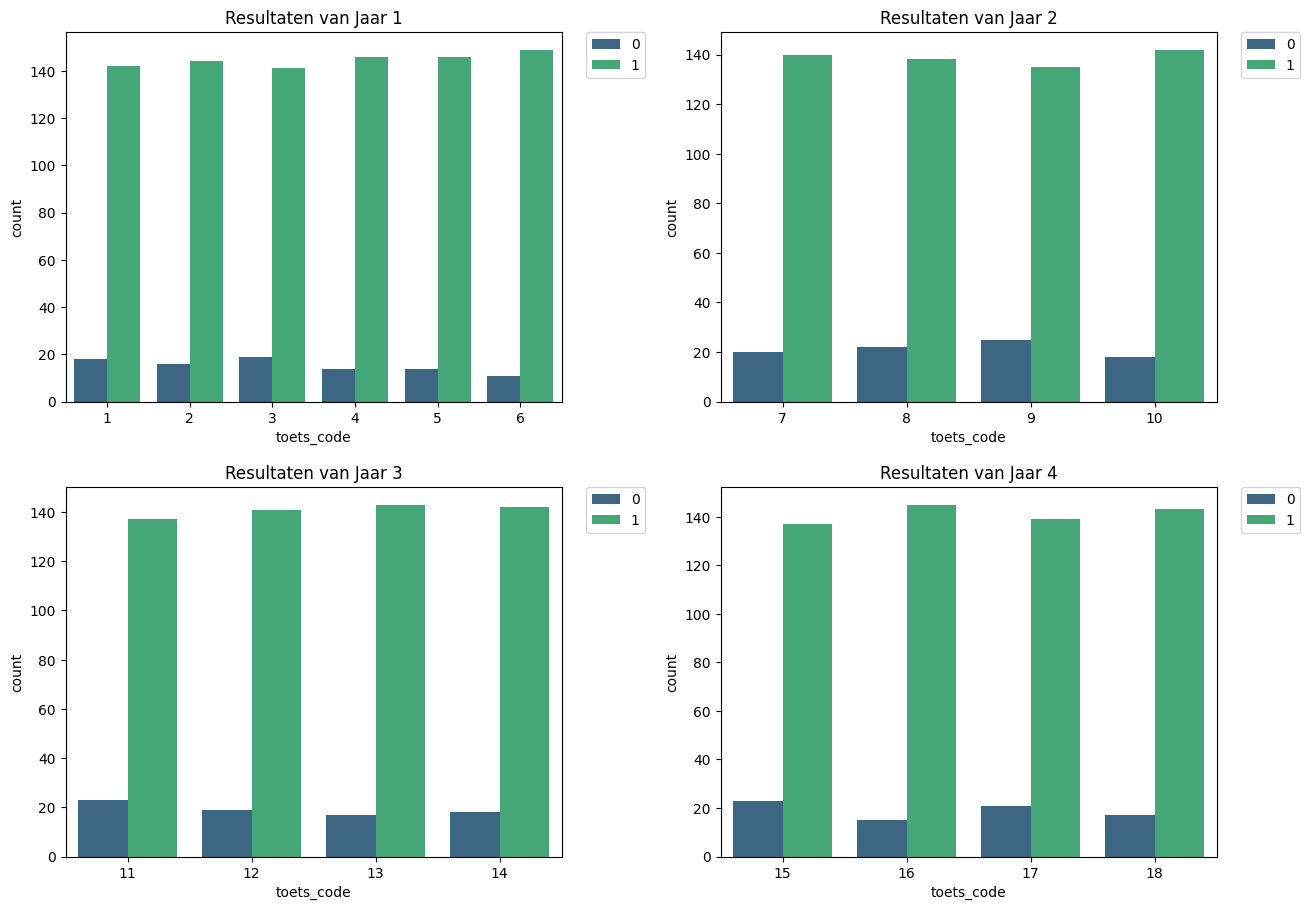 Resultaten van Jaar 1
0
1
140
120
100
80
60
40
20
0
count
1 2 3 4 5 6
toets_code
Resultaten van Jaar 2
0
1
140
120
100
80
60
40
20
0
count
7 8 9 10
toets_code
Resultaten van Jaar 3
0
1
140
120
100
80
60
40
20
0
count
11 12 13 14
toets_code
Resultaten van Jaar 4
0
1
140
120
100
80
60
40
20
0
count
15 16 17 18
toets_code